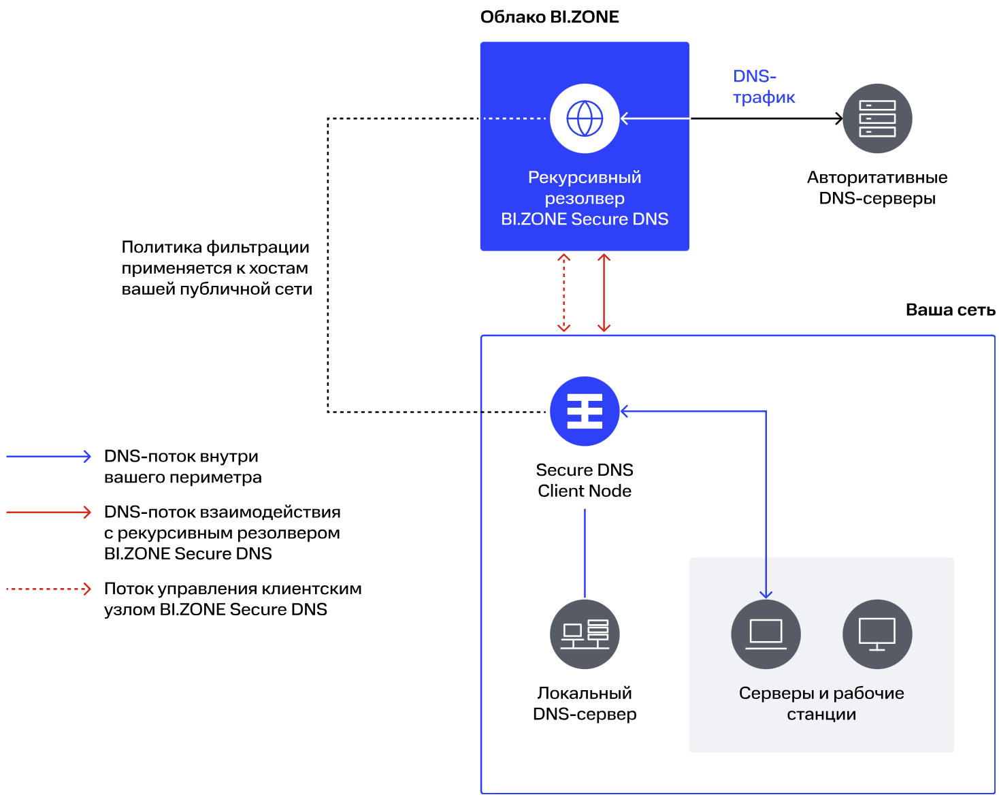 Облако BI.ZONE
DNS-
трафик
Рекурсивный
резолвер
BI.ZONE Secure DNS
Авторитативные
DNS-серверы
Политика фильтрации
применяется к хостам
вашей публичной сети
Ваша сеть
Secure DNS
Client Node
DNS-поток внутри
вашего периметра
DNS-поток взаимодействия
с рекурсивным резолвером
BI.ZONE Secure DNS
Поток управления клиентским
узлом BI.ZONE Secure DNS
Локальный
DNS-сервер
Серверы и рабочие
станции